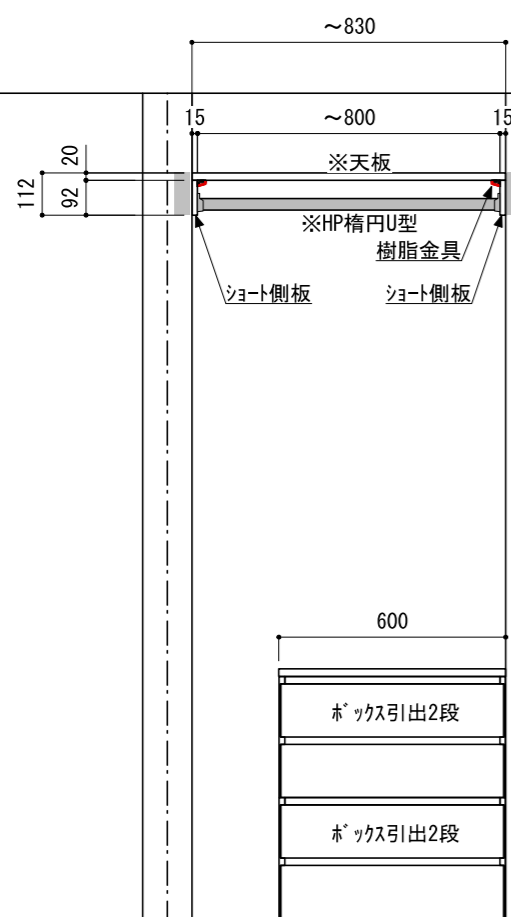 ~830
15
~800
15
※天板
20
112
92
※HP楕円U型
樹脂金具
ｼｮｰﾄ側板
ｼｮｰﾄ側板
600
ﾎﾞｯｸｽ引出2段
ﾎﾞｯｸｽ引出2段